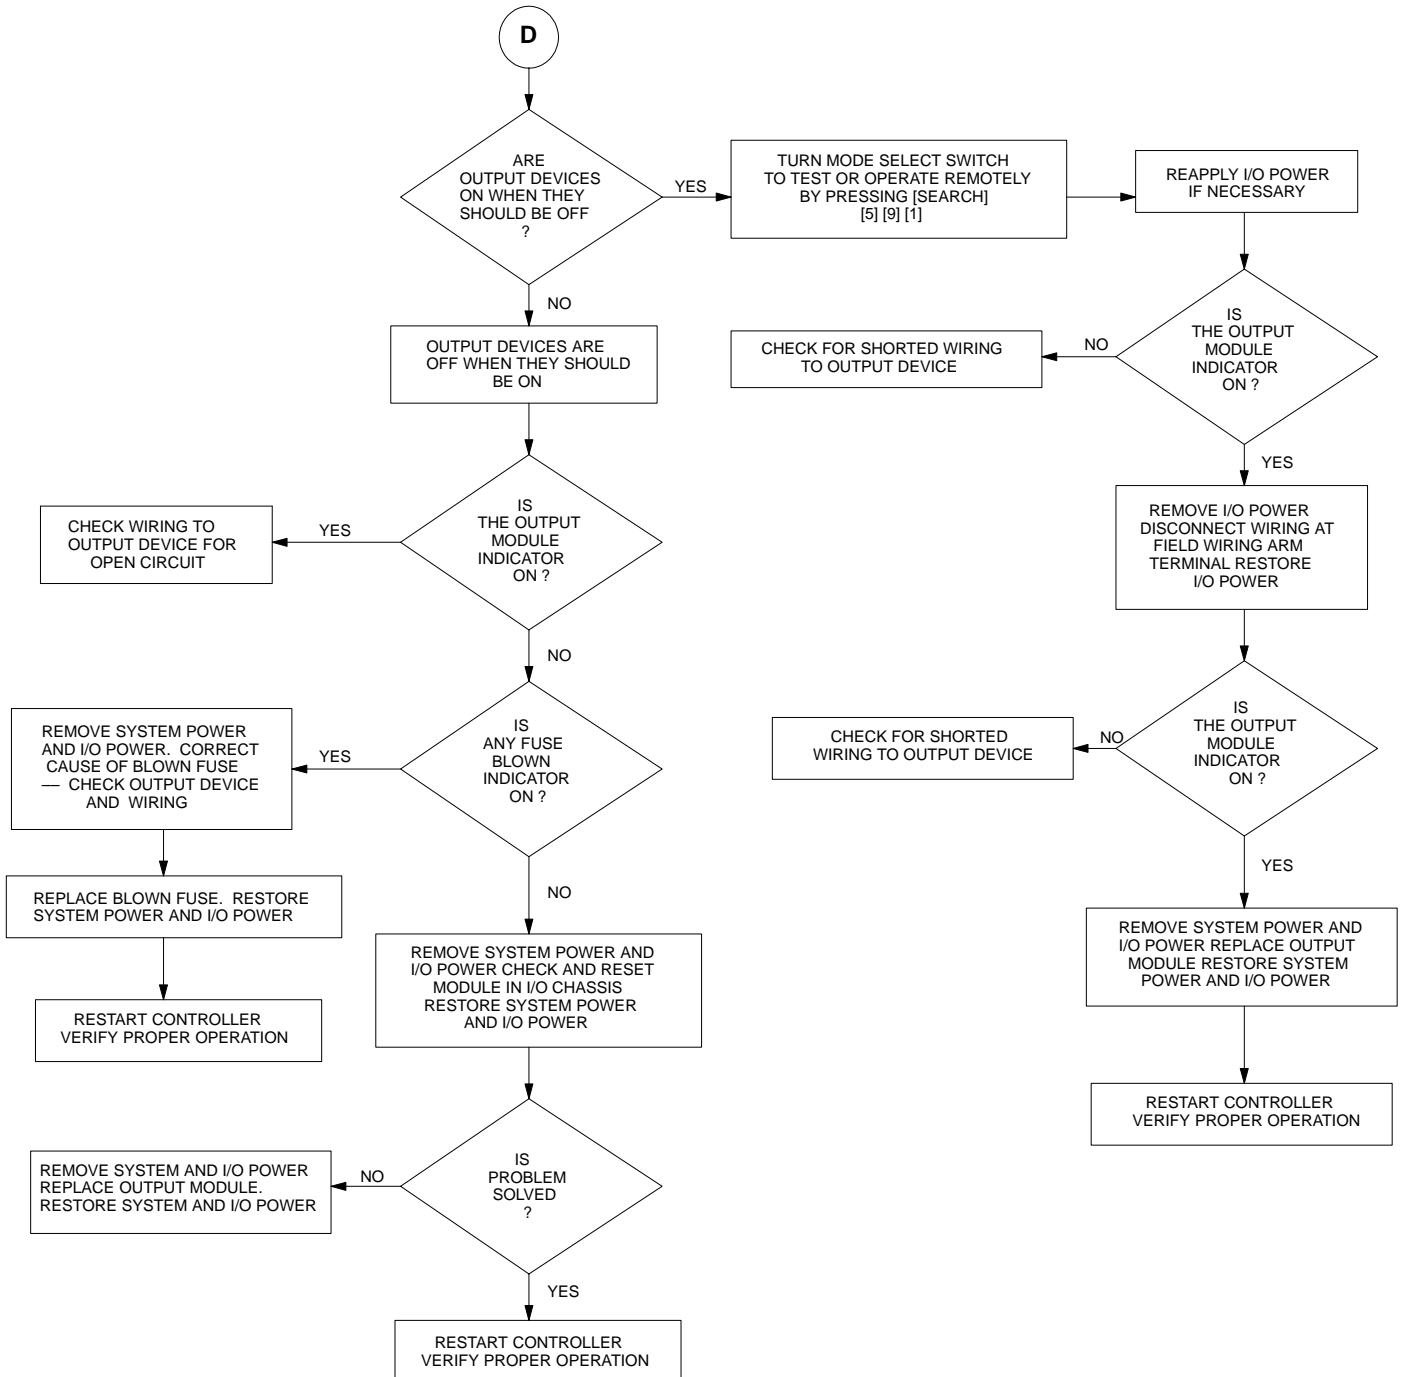 D
ARE
OUTPUT DEVICES
ON WHEN THEY
SHOULD BE OFF
?
YES
TURN MODE SELECT SWITCH
TO TEST OR OPERATE REMOTELY
BY PRESSING [SEARCH]
[5] [9] [1]
REAPPLY I/O POWER
IF NECESSARY
NO
OUTPUT DEVICES ARE
OFF WHEN THEY SHOULD
BE ON
IS
THE OUTPUT
MODULE
INDICATOR
ON ?
YES
CHECK WIRING TO
OUTPUT DEVICE FOR
OPEN CIRCUIT
NO
IS
ANY FUSE
BLOWN
INDICATOR
ON ?
YES
REMOVE SYSTEM POWER
AND I/O POWER. CORRECT
CAUSE OF BLOWN FUSE
— CHECK OUTPUT DEVICE
AND WIRING
REPLACE BLOWN FUSE. RESTORE
SYSTEM POWER AND I/O POWER
RESTART CONTROLLER
VERIFY PROPER OPERATION
NO
REMOVE SYSTEM POWER AND
I/O POWER CHECK AND RESET
MODULE IN I/O CHASSIS
RESTORE SYSTEM POWER
AND I/O POWER
IS
PROBLEM
SOLVED
?
NO
REMOVE SYSTEM AND I/O POWER
REPLACE OUTPUT MODULE.
RESTORE SYSTEM AND I/O POWER
YES
RESTART CONTROLLER
VERIFY PROPER OPERATION
IS
THE OUTPUT
MODULE
INDICATOR
ON ?
NO
CHECK FOR SHORTED WIRING
TO OUTPUT DEVICE
YES
REMOVE I/O POWER
DISCONNECT WIRING AT
FIELD WIRING ARM
TERMINAL RESTORE
I/O POWER
IS
THE OUTPUT
MODULE
INDICATOR
ON ?
NO
CHECK FOR SHORTED
WIRING TO OUTPUT DEVICE
YES
REMOVE SYSTEM POWER AND
I/O POWER REPLACE OUTPUT
MODULE RESTORE SYSTEM
POWER AND I/O POWER
RESTART CONTROLLER
VERIFY PROPER OPERATION